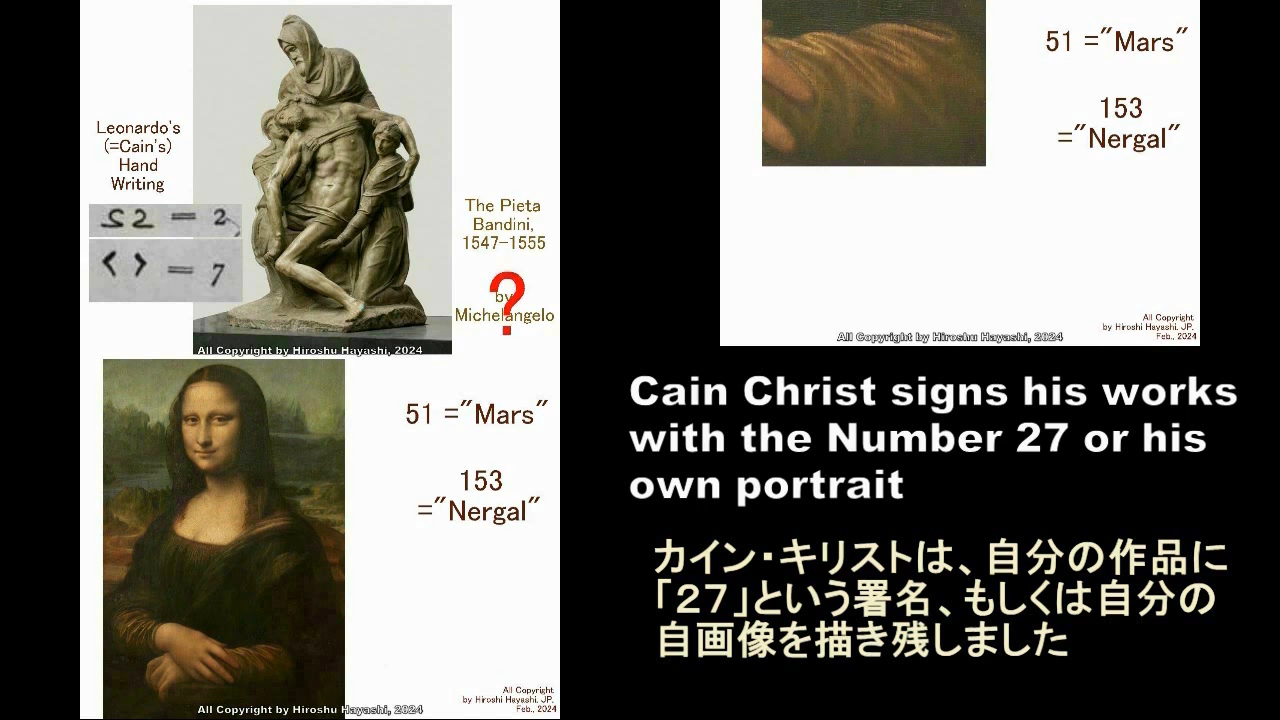 Leonardo's
(=Cain's)
Hand
Writing
S2 = 2
< > = 7
The Pieta
Bandini,
1547-1555
?
by
Michelangelo
All Copyright by Hiroshu Hayashi, 2024
51 ="Mars"
153
="Nergal"
All Copyright
by Hiroshi Hayashi, JP.
Feb., 2024
All Copyright by Hiroshu Hayashi, 2024
51 ="Mars"
153
="Nergal"
All Copyright
by Hiroshi Hayashi, JP.
Feb., 2024
All Copyright by Hiroshu Hayashi, 2024
Cain Christ signs his works
with the Number 27 or his
own portrait
カイン・キリストは、自分の作品に
「２７」という署名、もしくは自分の
自画像を描き残しました